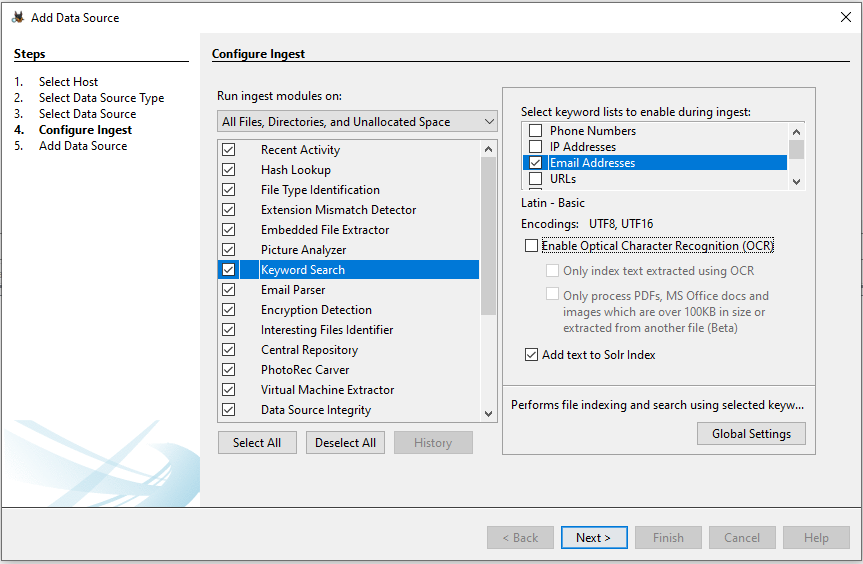 Add Data Source
Steps
1. Select Host
2. Select Data Source Type
3. Select Data Source
4. Configure Ingest
5. Add Data Source
Configure Ingest
Run ingest modules on:
All Files, Directories, and Unallocated Space
Recent Activity
Hash Lookup
File Type Identification
Extension Mismatch Detector
Embedded File Extractor
Picture Analyzer
Keyword Search
Email Parser
Encryption Detection
Interesting Files Identifier
Central Repository
PhotoRec Carver
Virtual Machine Extractor
Data Source Integrity
Select All
Deselect All
History
Select keyword lists to enable during ingest:
Phone Numbers
IP Addresses
Email Addresses
URLs
Latin - Basic
Encodings: UTF8, UTF16
Enable Optical Character Recognition (OCR)
Only index text extracted using OCR
Only process PDFs, MS Office docs and
images which are over 100KB in size or
extracted from another file (Beta)
Add text to Solr Index
Performs file indexing and search using selected keyw...
Global Settings
< Back
Next >
Finish
Cancel
Help